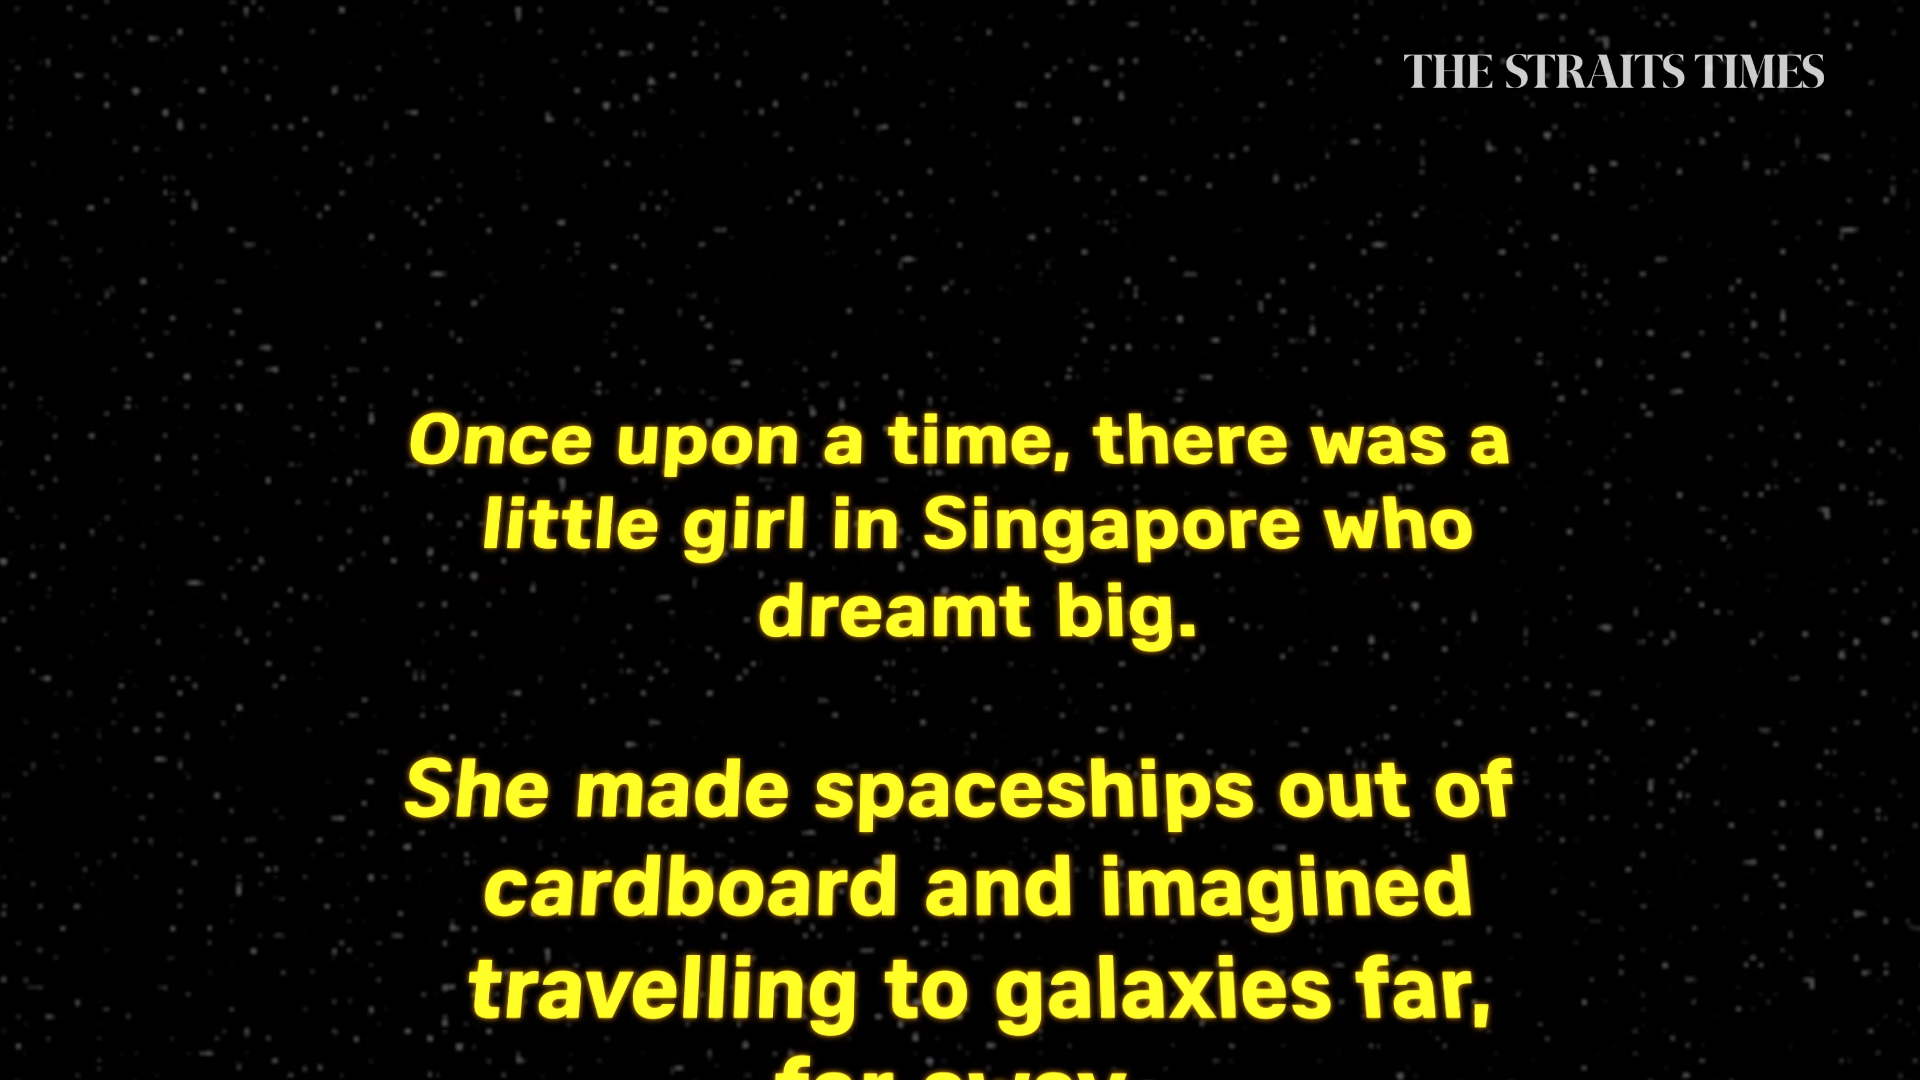 THE STRAITS TIMES
Once upon a time, there was a
little girl in Singapore who
dreamt big.
She made spaceships out of
cardboard and imagined
travelling to galaxies far,
far away